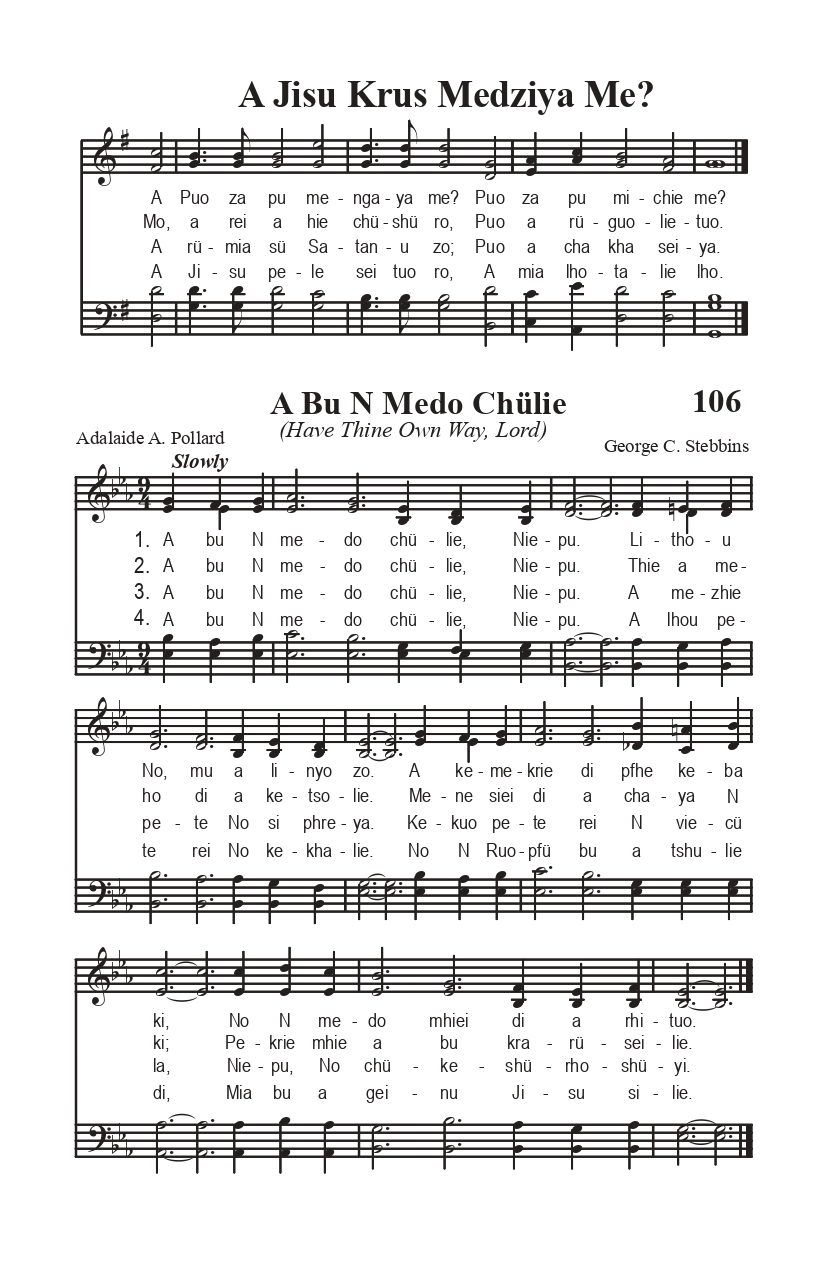 A Jisu Krus Medziya Me?
A Puo za pu me - nga - ya me? Puo za pu mi - chie me?
Mo, a rei a hie chü - shü ro, Puo a rü - guo - lie - tuo.
A rü - mia sü Sa - tan - u zo; Puo a cha kha sei - ya.
A Ji - su pe - le sei tuo ro, A mia lho - ta - lie lho.
A Bu N Medo Chülie
106
(Have Thine Own Way, Lord)
Adalaide A. Pollard
George C. Stebbins
Slowly
1. A bu N me - do chü - lie, Nie - pu. Li - tho - u
2. A bu N me - do chü - lie, Nie - pu. Thie a me -
3. A bu N me - do chü - lie, Nie - pu. A me - zhie
4. A bu N me - do chü - lie, Nie - pu. A lhou pe -
No, mu a li - nyo zo. A ke - me - krie di pfhe ke - ba
ho di a ke - tso - lie. Me - ne siei di a cha - ya N
pe - te No si phre - ya. Ke - kuo pe - te rei N vie - cü
te rei No ke - kha - lie. No N Ruo - pfü bu a tshu - lie
ki, No N me - do mhiei di a rhi - tuo.
ki; Pe - krie mhie a bu kra - rü - sei - lie.
la, Nie - pu, No chü - ke - shü - rho - shü - yi.
di, Mia bu a gei - nu Ji - su si - lie.